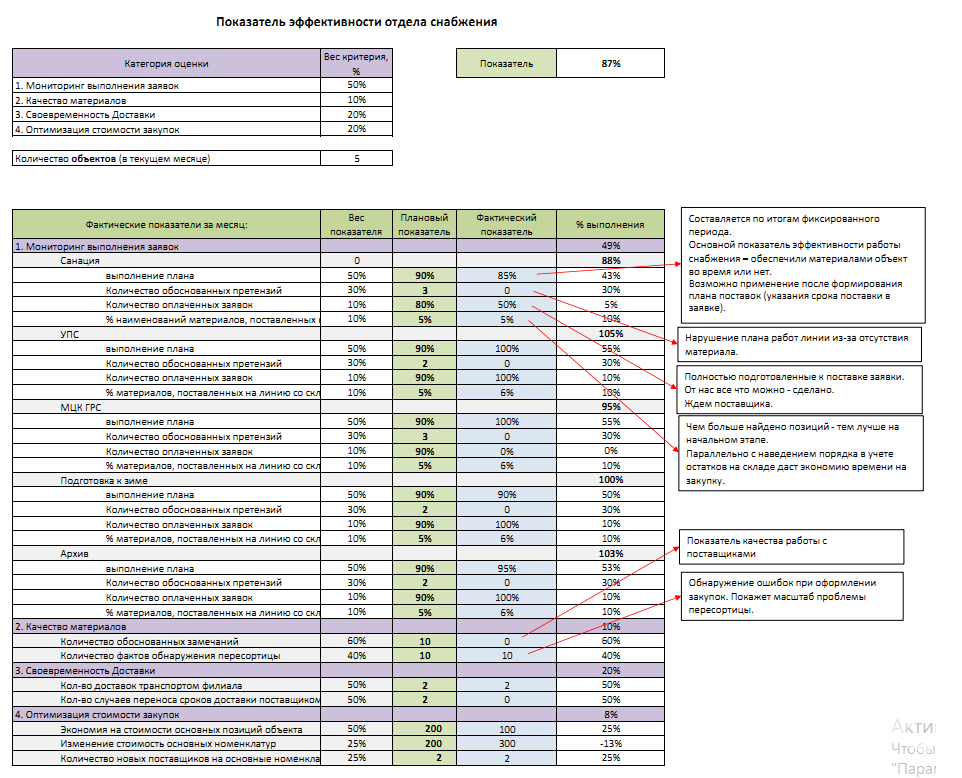 Показатель эффективности отдела снабжения
Категория оценки Вес критерия, %
Показатель 87%
1. Мониторинг выполнения заявок 50%
2. Качество материалов 10%
3. Своевременность Доставки 20%
4. Оптимизация стоимости закупок 20%
Количество объектов (в текущем месяце) 5
Фактические показатели за месяц: Вес показателя Плановый показатель Фактический показатель % выполнения
1. Мониторинг выполнения заявок 49%
Санация 0 88%
выполнение плана 50% 90% 85% 43%
Количество обоснованных претензий 30% 3 0 30%
Количество оплаченных заявок 10% 80% 50% 5%
% наименований материалов, поставленных 10% 5% 5% 10%
УПС 105%
выполнение плана 50% 90% 100% 55%
Количество обоснованных претензий 30% 2 0 30%
Количество оплаченных заявок 10% 90% 100% 10%
% материалов, поставленных на линию со скл 10% 5% 6% 10%
МЦК ГРС 95%
выполнение плана 50% 90% 100% 55%
Количество обоснованных претензий 30% 3 0 30%
Количество оплаченных заявок 10% 90% 0% 0%
% материалов, поставленных на линию со скл 10% 5% 6% 10%
Подготовка к зиме 100%
выполнение плана 50% 90% 90% 50%
Количество обоснованных претензий 30% 2 0 30%
Количество оплаченных заявок 10% 90% 100% 10%
% материалов, поставленных на линию со скл 10% 5% 6% 10%
Архив 103%
выполнение плана 50% 90% 95% 53%
Количество обоснованных претензий 30% 2 0 30%
Количество оплаченных заявок 10% 90% 100% 10%
% материалов, поставленных на линию со скл 10% 5% 6% 10%
2. Качество материалов 10%
Количество обоснованных замечаний 60% 10 0 60%
Количество фактов обнаружения пересортицы 40% 10 10 40%
3. Своевременность Доставки 20%
Кол-во доставок транспортом филиала 50% 2 2 50%
Кол-во случаев переноса сроков доставки поставщиком 50% 2 0 50%
4. Оптимизация стоимости закупок 8%
Экономия на стоимости основных позиций объекта 50% 200 100 25%
Изменение стоимость основных номенклатур 25% 200 300 -13%
Количество новых поставщиков на основные номенкла 25% 2 2 25%
Составляется по итогам фиксированного
периода.
Основной показатель эффективности работы
снабжения = обеспечили материалами объект
во время или нет.
Возможно применение после формирования
плана поставок (указания срока поставки в
заявке).
Нарушение плана работ линии из-за отсутствия
материала.
Полностью подготовленные к поставке заявки.
От нас все что можно - сделано.
Ждем поставщика.
Чем больше найдено позиций - тем лучше на
начальном этапе.
Параллельно с наведением порядка в учете
остатков на складе даст экономию времени на
закупку.
Показатель качества работы с
поставщиками
Обнаружение ошибок при оформлении
закупок. Покажет масштаб проблемы
пересортицы.
Акти
Чтобы
"Парам